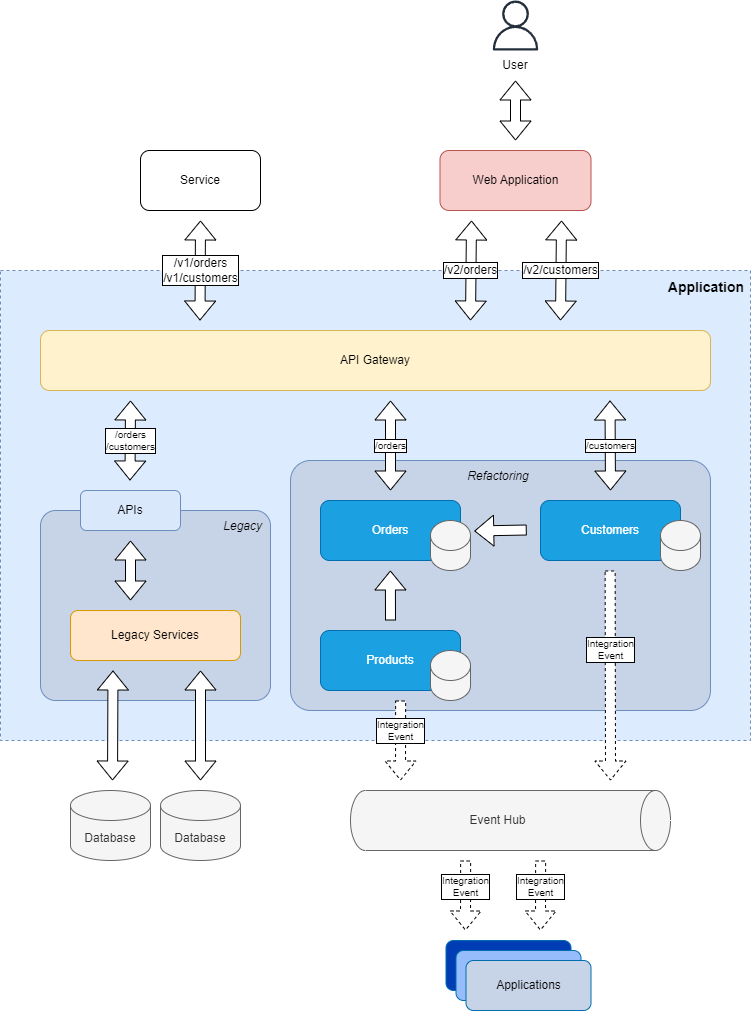 User
Service
Web Application
/v1/orders
/v1/customers
/v2/orders
/v2/customers
Application
API Gateway
/orders
/customers
/orders
/customers
Refactoring
APIs
Legacy
Orders
Customers
Legacy Services
Products
Integration
Event
Integration
Event
Database
Database
Event Hub
Integration
Event
Integration
Event
Applications